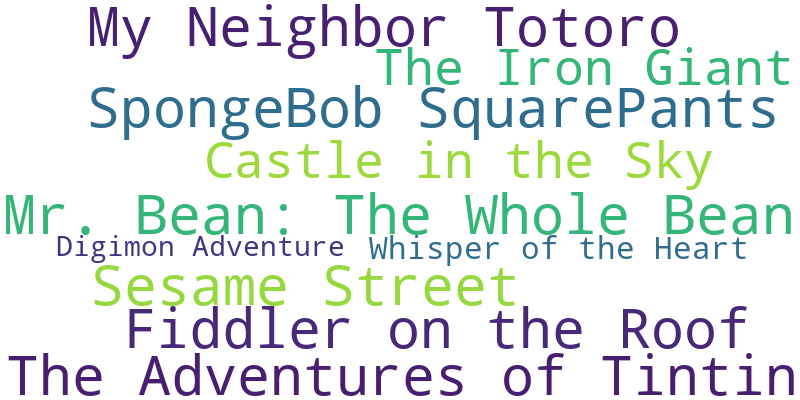 My Neighbor Totoro
The Iron Giant
SpongeBob SquarePants
Castle in the Sky
Mr. Bean: The Whole Bean
Digimon Adventure
Whisper of the Heart
Sesame Street
Fiddler on the Roof
The Adventures of Tintin